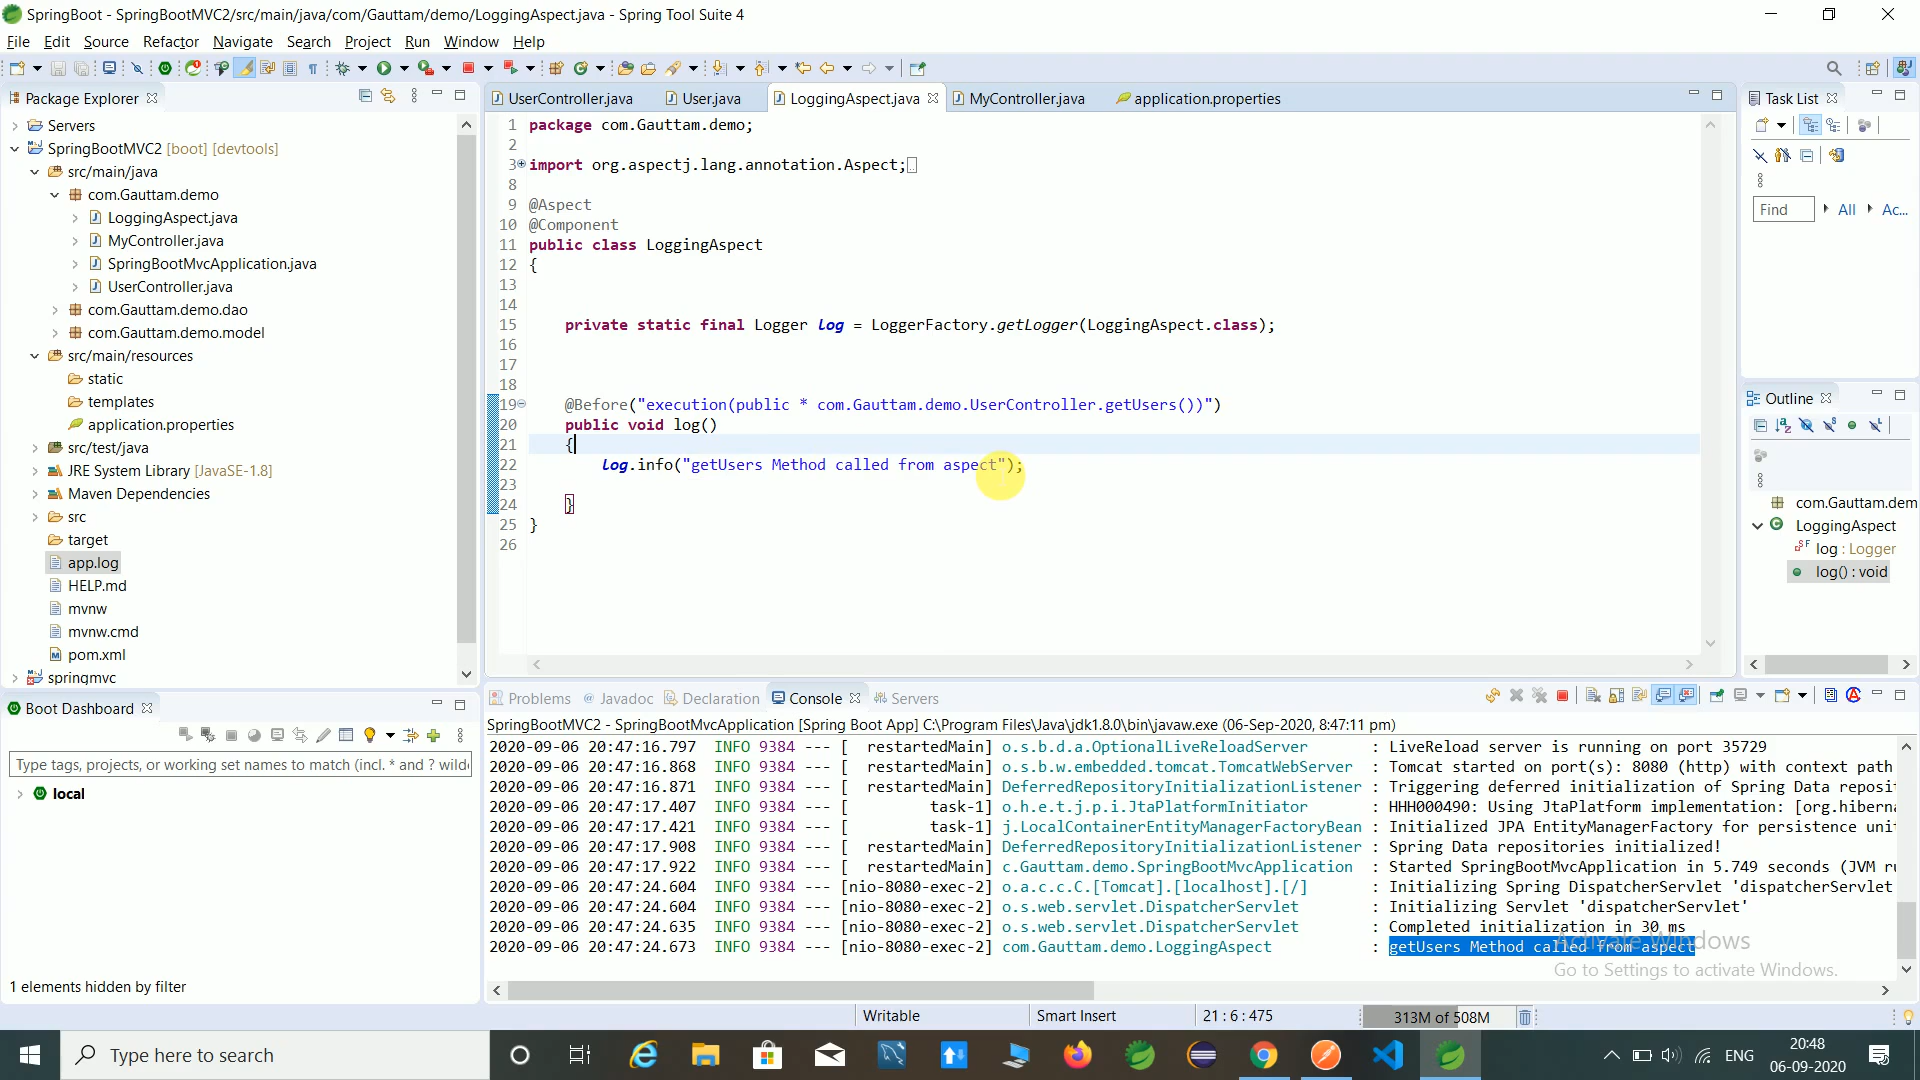 SpringBoot - SpringBootMVC2/src/main/java/com/Gauttam/demo/LoggingAspect.java - Spring Tool Suite 4
File Edit Source Refactor Navigate Search Project Run Window Help
Package Explorer
Servers
SpringBootMVC2 [boot] [devtools]
src/main/java
com.Gauttam.demo
LoggingAspect.java
MyController.java
SpringBootMvcApplication.java
UserController.java
com.Gauttam.demo.dao
com.Gauttam.demo.model
src/main/resources
static
templates
application.properties
src/test/java
JRE System Library [JavaSE-1.8]
Maven Dependencies
src
target
app.log
HELP.md
mvnw
mvnw.cmd
pom.xml
springmvc
Boot Dashboard
Type tags, projects, or working set names to match (incl. * and ? wild
local
1 elements hidden by filter
UserController.java User.java LoggingAspect.java MyController.java application.properties
1 package com.Gauttam.demo;
2
3 import org.aspectj.lang.annotation.Aspect;
8
9 @Aspect
10 @Component
11 public class LoggingAspect
12 {
13
14
15 private static final Logger log = LoggerFactory.getLogger(LoggingAspect.class);
16
17
18
19 @Before("execution(public * com.Gauttam.demo.UserController.getUsers())")
20 public void log()
21 {
22 log.info("getUsers Method called from aspect");
23
24 }
25 }
26
Task List
Find All Ac...
Outline
com.Gauttam.dem
LoggingAspect
log : Logger
log() : void
Problems @ Javadoc Declaration Console Servers
SpringBootMVC2 - SpringBootMvcApplication [Spring Boot App] C:\Program Files\Java\jdk1.8.0\bin\javaw.exe (06-Sep-2020, 8:47:11 pm)
2020-09-06 20:47:16.797 INFO 9384 --- [ restartedMain] o.s.b.d.a.OptionalLiveReloadServer : LiveReload server is running on port 35729
2020-09-06 20:47:16.868 INFO 9384 --- [ restartedMain] o.s.b.w.embedded.tomcat.TomcatWebServer : Tomcat started on port(s): 8080 (http) with context path
2020-09-06 20:47:16.871 INFO 9384 --- [ restartedMain] DeferredRepositoryInitializationListener : Triggering deferred initialization of Spring Data reposi
2020-09-06 20:47:17.407 INFO 9384 --- [ task-1] o.h.e.t.j.p.i.JtaPlatformInitiator : HHH000490: Using JtaPlatform implementation: [org.hibern
2020-09-06 20:47:17.421 INFO 9384 --- [ task-1] j.LocalContainerEntityManagerFactoryBean : Initialized JPA EntityManagerFactory for persistence uni
2020-09-06 20:47:17.908 INFO 9384 --- [ restartedMain] DeferredRepositoryInitializationListener : Spring Data repositories initialized!
2020-09-06 20:47:17.922 INFO 9384 --- [ restartedMain] c.Gauttam.demo.SpringBootMvcApplication : Started SpringBootMvcApplication in 5.749 seconds (JVM ru
2020-09-06 20:47:24.604 INFO 9384 --- [nio-8080-exec-2] o.a.c.c.C.[Tomcat].[localhost].[/] : Initializing Spring DispatcherServlet 'dispatcherServlet
2020-09-06 20:47:24.604 INFO 9384 --- [nio-8080-exec-2] o.s.web.servlet.DispatcherServlet : Initializing Servlet 'dispatcherServlet'
2020-09-06 20:47:24.635 INFO 9384 --- [nio-8080-exec-2] o.s.web.servlet.DispatcherServlet : Completed initialization in 30 ms
2020-09-06 20:47:24.673 INFO 9384 --- [nio-8080-exec-2] com.Gauttam.demo.LoggingAspect : getUsers Method called from aspect
Activate Windows
Go to Settings to activate Windows.
Writable Smart Insert 21 : 6 : 475 313M of 508M
Type here to search
ENG
20:48
06-09-2020